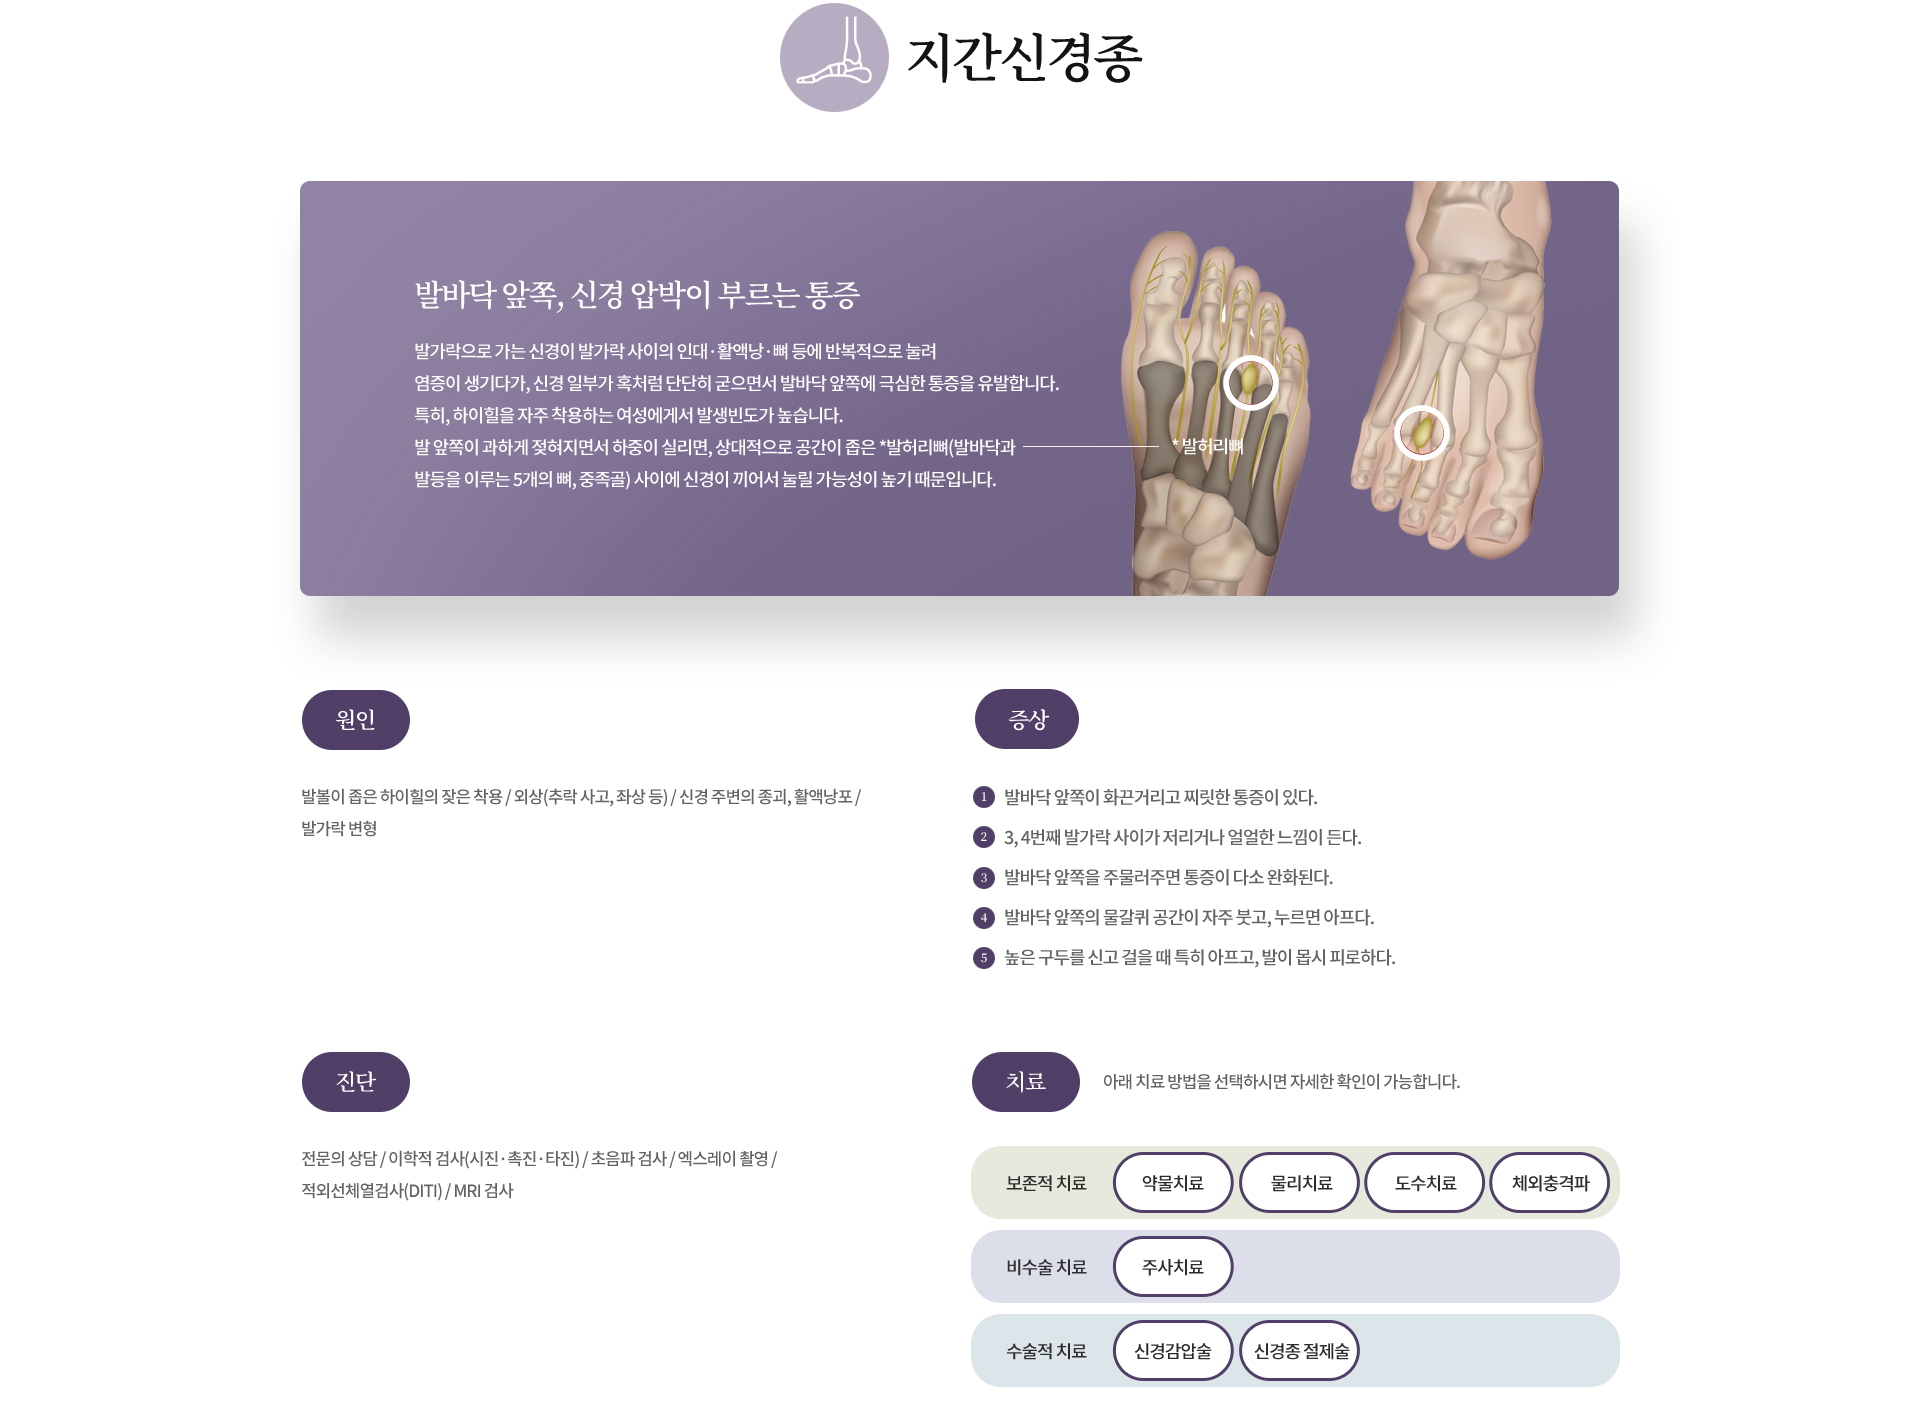 지간신경종
발바닥 앞쪽, 신경 압박이 부르는 통증
발가락으로 가는 신경이 발가락 사이의 인대·활액낭·뼈 등에 반복적으로 눌려
염증이 생기다가, 신경 일부가 혹처럼 단단히 굳으면서 발바닥 앞쪽에 극심한 통증을 유발합니다.
특히, 하이힐을 자주 착용하는 여성에게서 발생빈도가 높습니다.
발 앞쪽이 과하게 젖혀지면서 하중이 실리면, 상대적으로 공간이 좁은 *발허리뼈(발바닥과
발등을 이루는 5개의 뼈, 중족골) 사이에 신경이 끼어서 눌릴 가능성이 높기 때문입니다.
* 발허리뼈
원인
발볼이 좁은 하이힐의 잦은 착용 / 외상(추락 사고, 좌상 등) / 신경 주변의 종괴, 활액낭포 /
발가락 변형
증상
1 발바닥 앞쪽이 화끈거리고 찌릿한 통증이 있다.
2 3, 4번째 발가락 사이가 저리거나 얼얼한 느낌이 든다.
3 발바닥 앞쪽을 주물러주면 통증이 다소 완화된다.
4 발바닥 앞쪽의 물갈퀴 공간이 자주 붓고, 누르면 아프다.
5 높은 구두를 신고 걸을 때 특히 아프고, 발이 몹시 피로하다.
진단
전문의 상담 / 이학적 검사(시진·촉진·타진) / 초음파 검사 / 엑스레이 촬영 /
적외선체열검사(DITI) / MRI 검사
치료
아래 치료 방법을 선택하시면 자세한 확인이 가능합니다.
보존적 치료 약물치료 물리치료 도수치료 체외충격파
비수술 치료 주사치료
수술적 치료 신경감압술 신경종 절제술